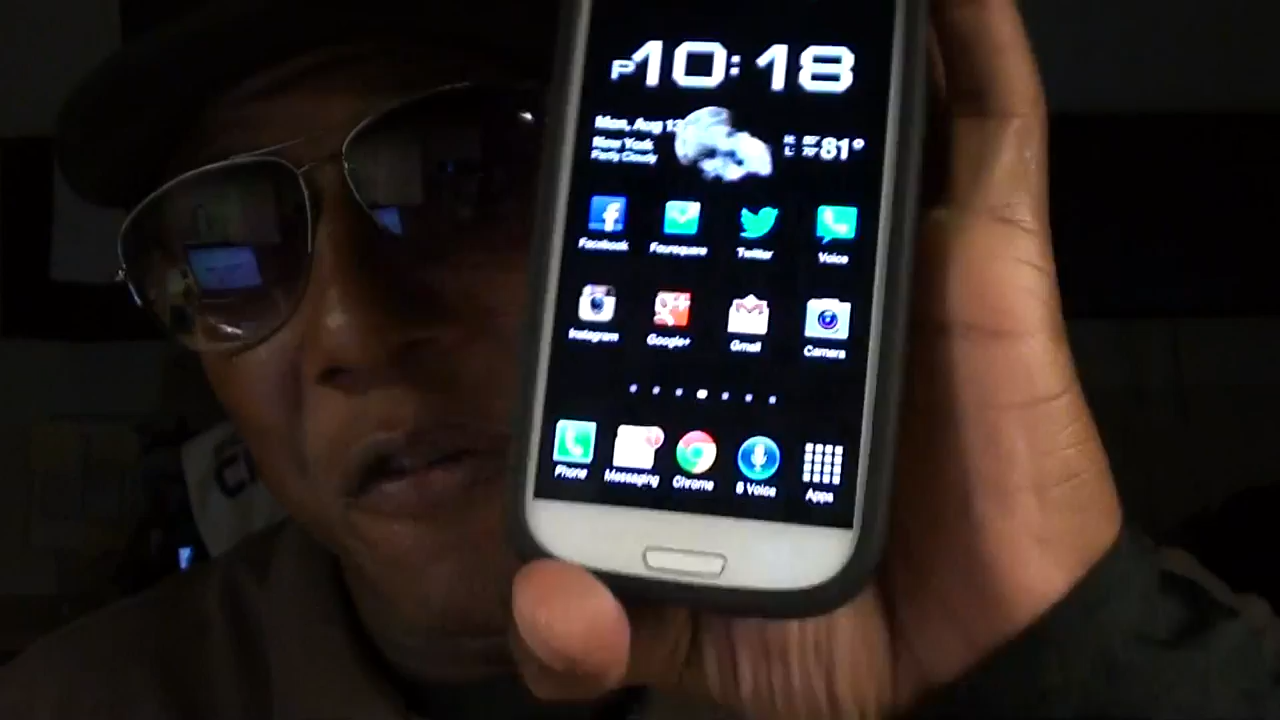 P10:18
Mon, Aug 13
New York
Partly Cloudy
81°
Facebook Foursquare Twitter Voice
Instagram Google+ Gmail Camera
Phone Messaging Chrome S Voice Apps